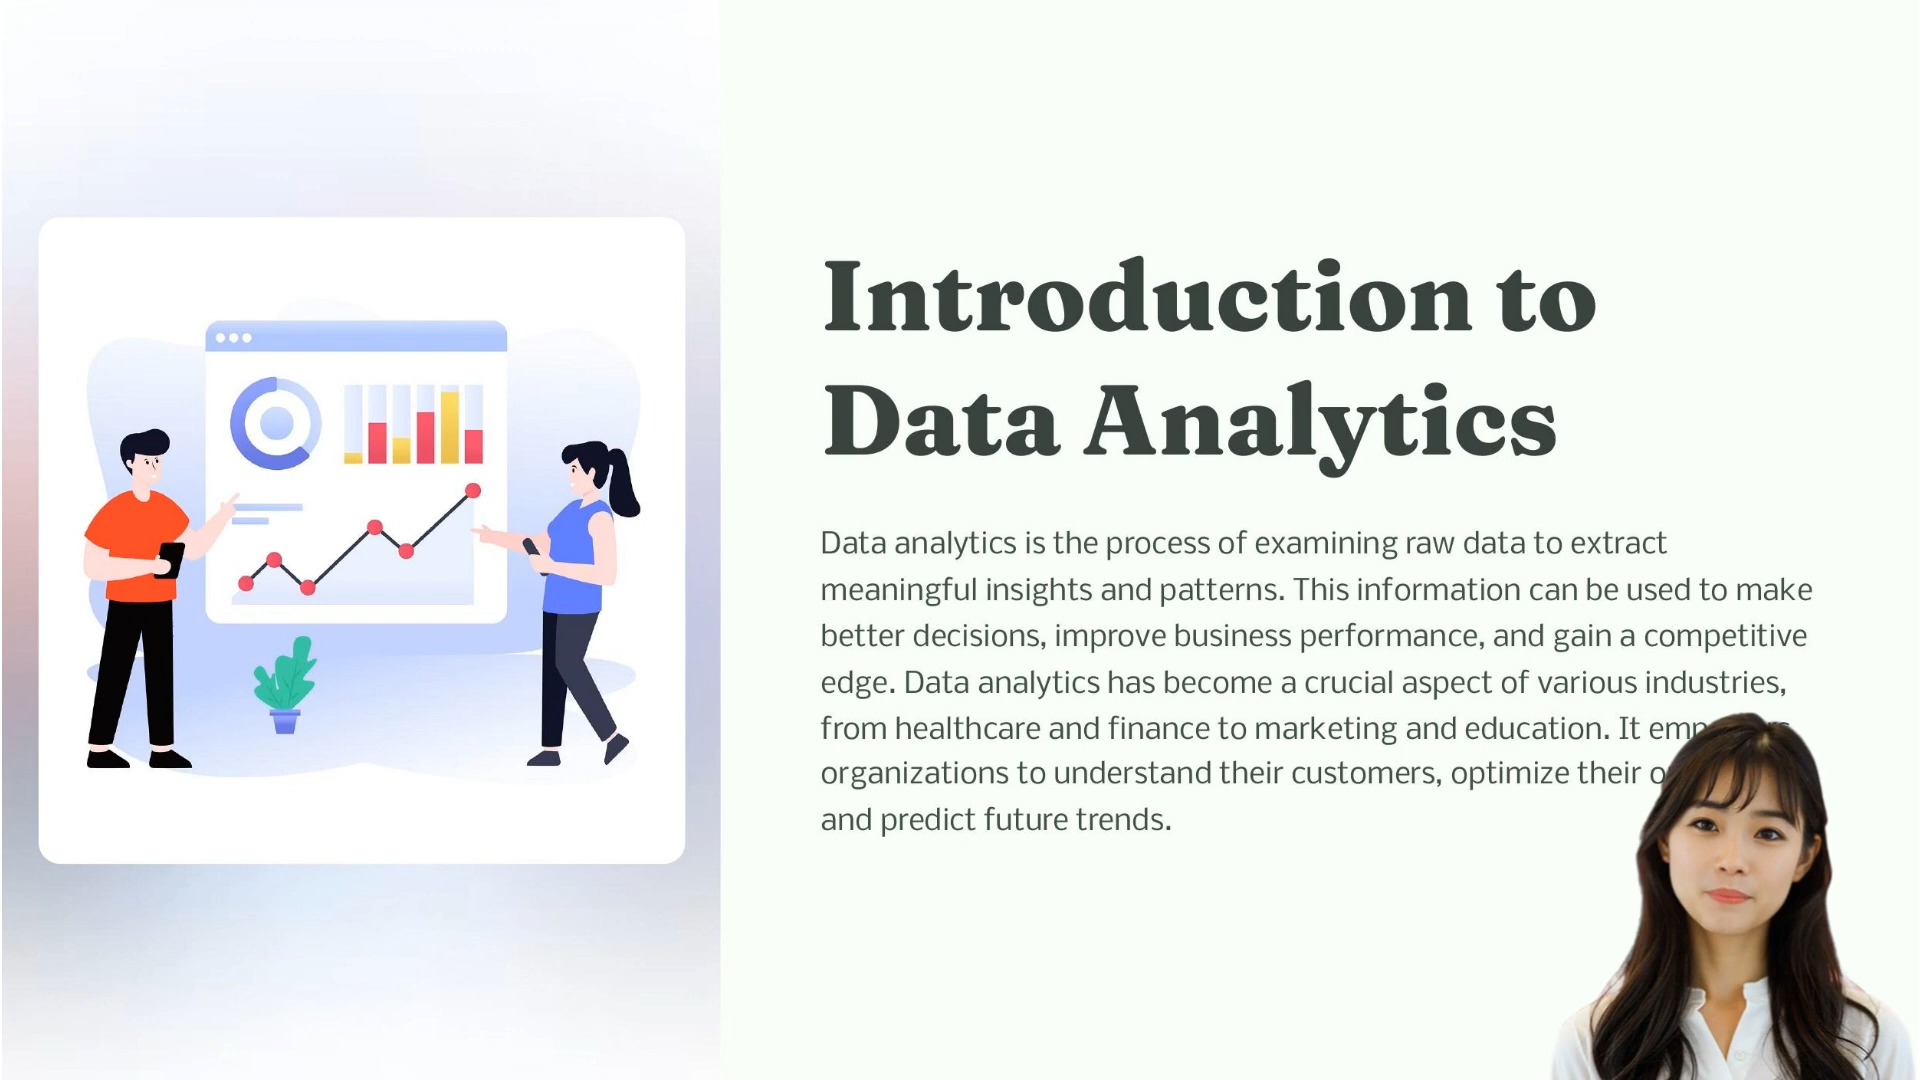 Introduction to
Data Analytics
Data analytics is the process of examining raw data to extract
meaningful insights and patterns. This information can be used to make
better decisions, improve business performance, and gain a competitive
edge. Data analytics has become a crucial aspect of various industries,
from healthcare and finance to marketing and education. It
organizations to understand their customers, optimize their
and predict future trends.